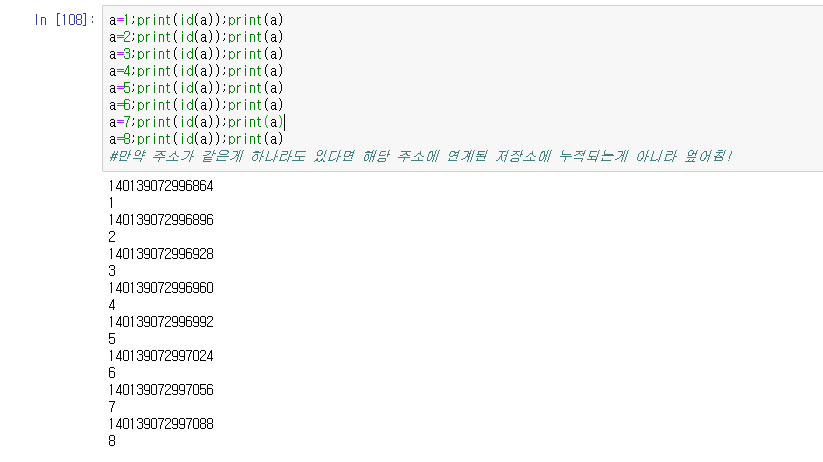 In [108]:
a=1;print(id(a));print(a)
a=2;print(id(a));print(a)
a=3;print(id(a));print(a)
a=4;print(id(a));print(a)
a=5;print(id(a));print(a)
a=6;print(id(a));print(a)
a=7;print(id(a));print(a)
a=8;print(id(a));print(a)
#만약 주소가 같은게 하나라도 있다면 해당 주소에 연계된 저장소에 누적되는게 아니라 엎어침!
140139072996864
1
140139072996896
2
140139072996928
3
140139072996960
4
140139072996992
5
140139072997024
6
140139072997056
7
140139072997088
8